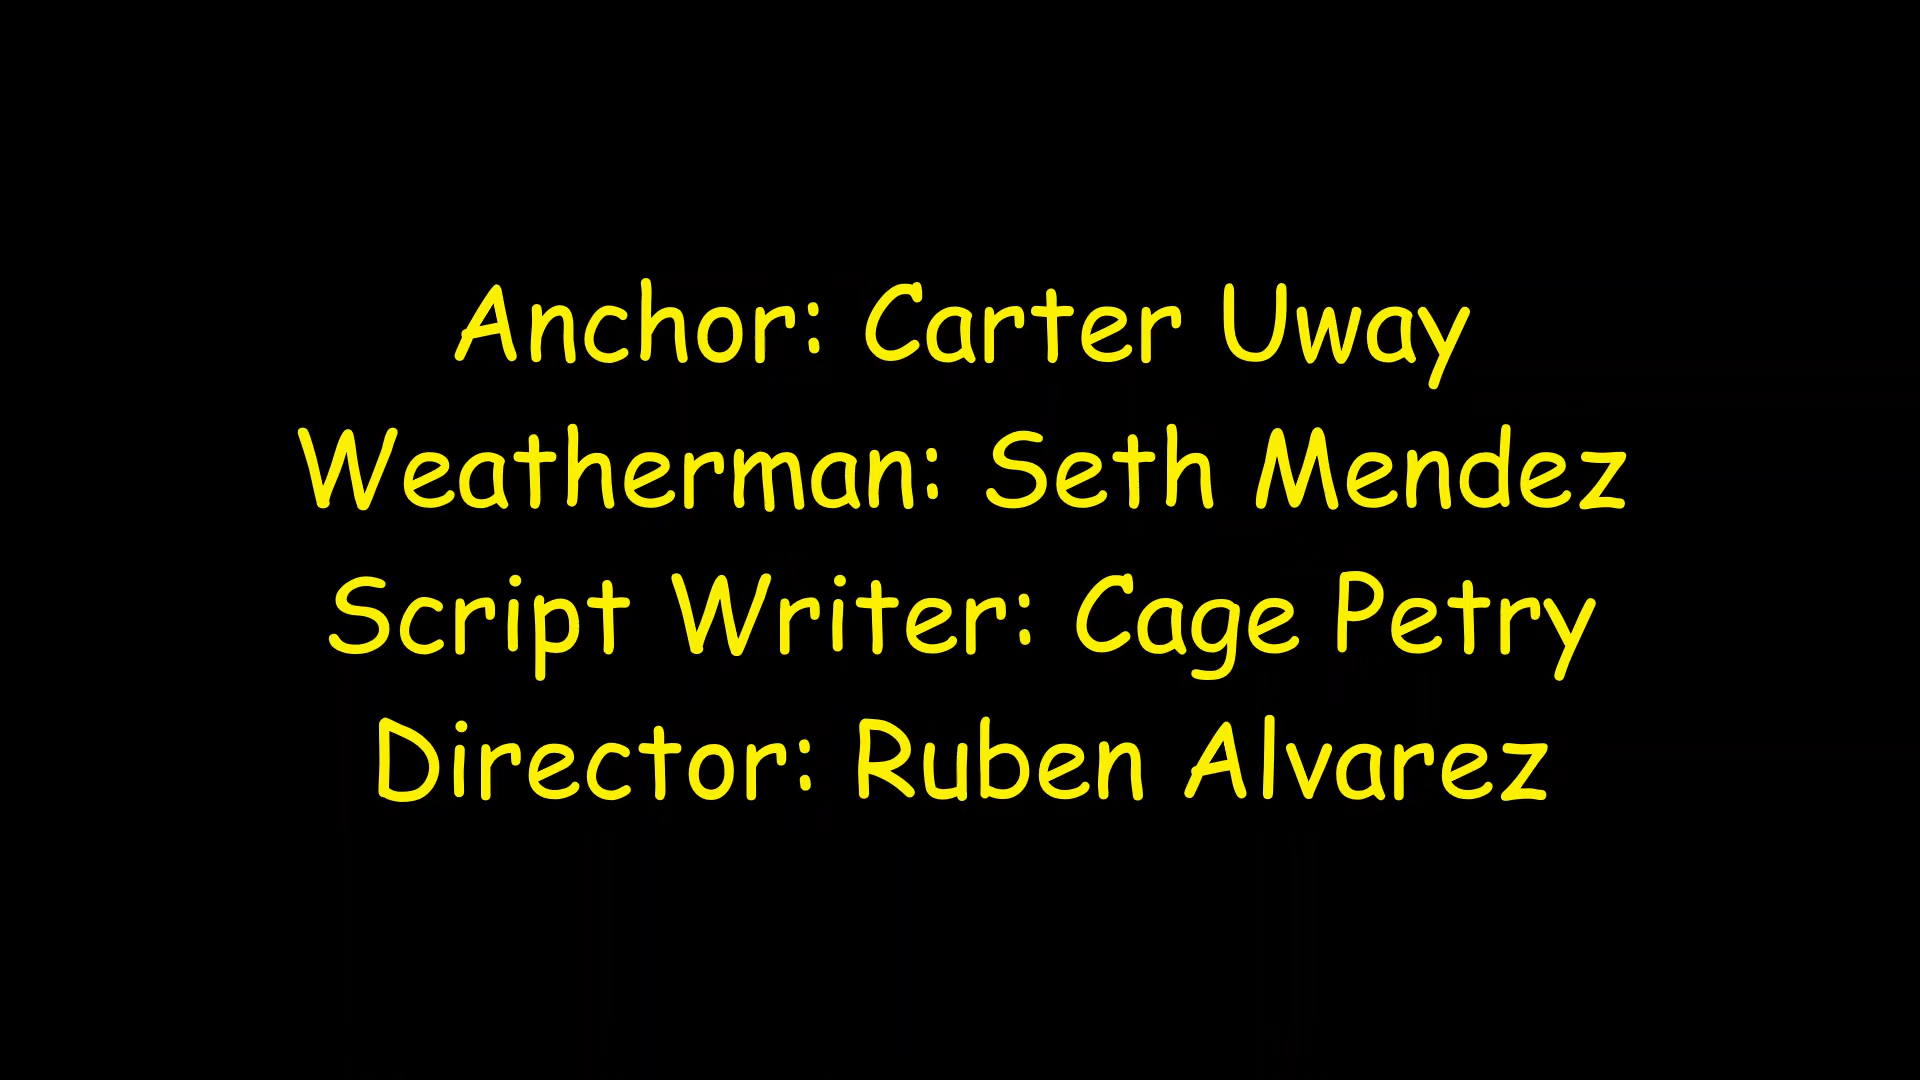 Anchor: Carter Uway
Weatherman: Seth Mendez
Script Writer: Cage Petry
Director: Ruben Alvarez